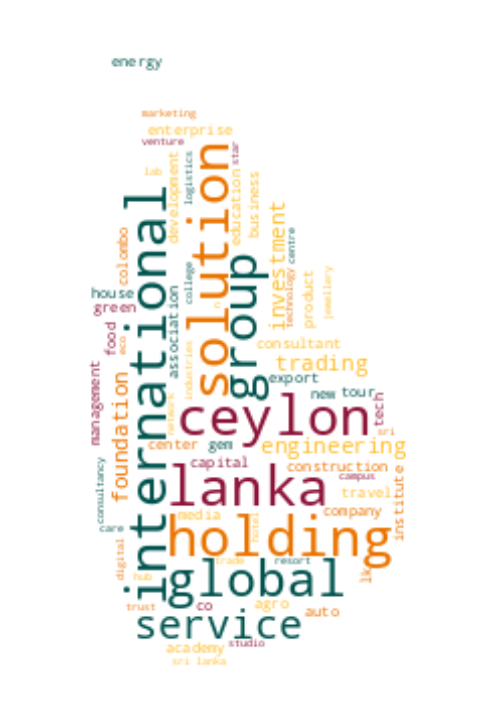 energy
marketing
enterprise
venture
star
solution
logistics
development
lab
education
business
international
investment
centre
colombo
group
technology
product
jewellery
college
house
green
association
n
food
eco
consultant
industries
trading
management
foundation
export
new
tour
tech
network
ceylon
sri
center
gem
engineering
capital
construction
campus
lanka
consultancy
travel
institute
company
media
hotel
care
holding
digital
trade
resort
lk
hub
global
trust
co
agro
auto
service
studio
academy
sri lanka